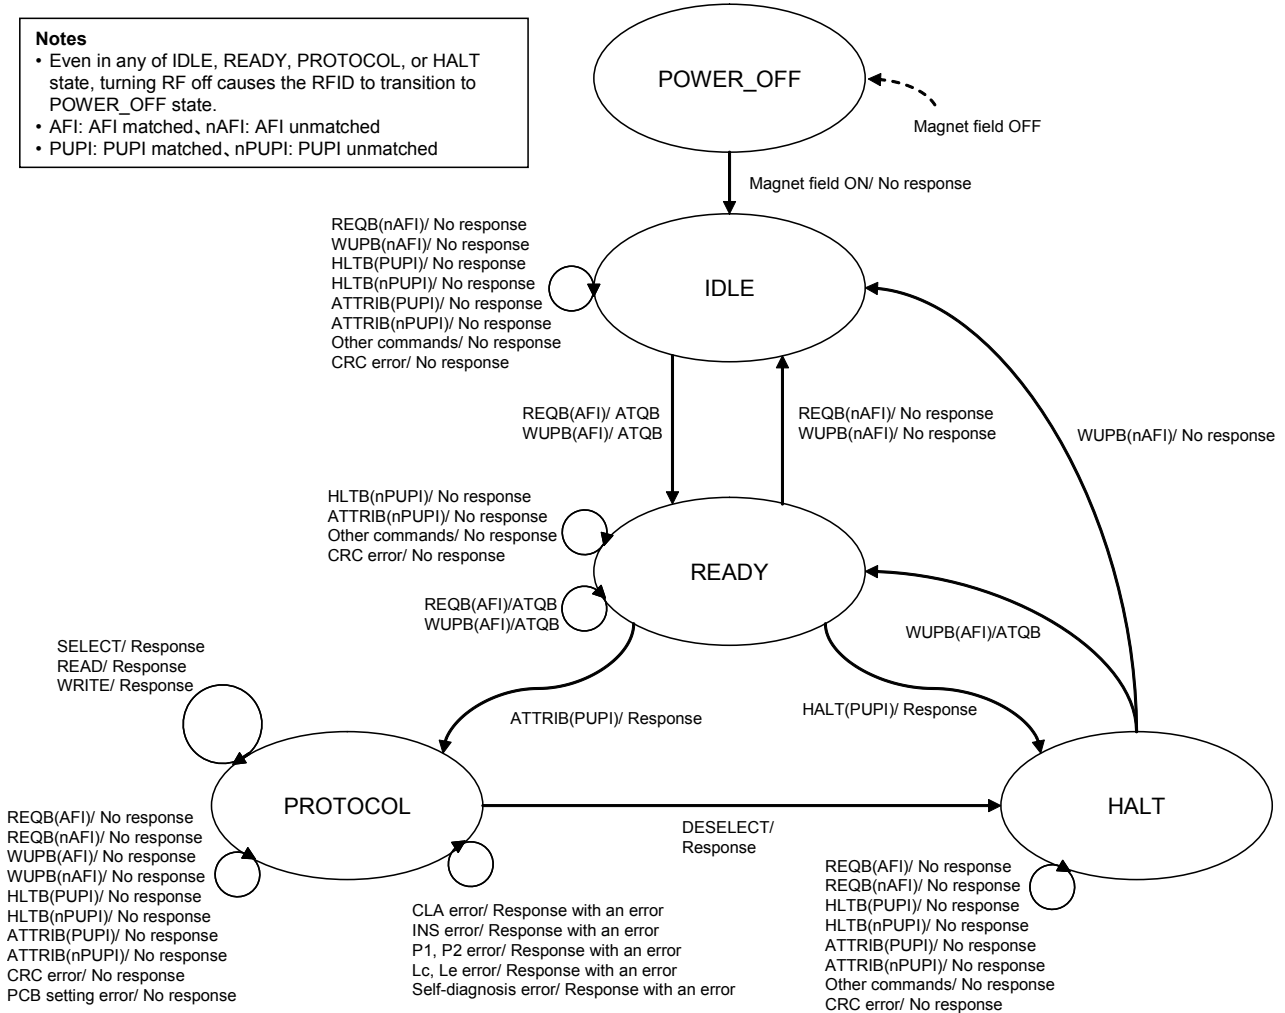 Notes
• Even in any of IDLE, READY, PROTOCOL, or HALT
state, turning RF off causes the RFID to transition to
POWER_OFF state.
• AFI: AFI matched、nAFI: AFI unmatched
• PUPI: PUPI matched、nPUPI: PUPI unmatched
POWER_OFF
Magnet field OFF
Magnet field ON/ No response
REQB(nAFI)/ No response
WUPB(nAFI)/ No response
HLTB(PUPI)/ No response
HLTB(nPUPI)/ No response
ATTRIB(PUPI)/ No response
ATTRIB(nPUPI)/ No response
Other commands/ No response
CRC error/ No response
IDLE
REQB(AFI)/ ATQB
WUPB(AFI)/ ATQB
REQB(nAFI)/ No response
WUPB(nAFI)/ No response
WUPB(nAFI)/ No response
HLTB(nPUPI)/ No response
ATTRIB(nPUPI)/ No response
Other commands/ No response
CRC error/ No response
READY
REQB(AFI)/ATQB
WUPB(AFI)/ATQB
WUPB(AFI)/ATQB
SELECT/ Response
READ/ Response
WRITE/ Response
ATTRIB(PUPI)/ Response
HALT(PUPI)/ Response
PROTOCOL
HALT
DESELECT/
Response
REQB(AFI)/ No response
REQB(nAFI)/ No response
WUPB(AFI)/ No response
WUPB(nAFI)/ No response
HLTB(PUPI)/ No response
HLTB(nPUPI)/ No response
ATTRIB(PUPI)/ No response
ATTRIB(nPUPI)/ No response
CRC error/ No response
PCB setting error/ No response
CLA error/ Response with an error
INS error/ Response with an error
P1, P2 error/ Response with an error
Lc, Le error/ Response with an error
Self-diagnosis error/ Response with an error
REQB(AFI)/ No response
REQB(nAFI)/ No response
HLTB(PUPI)/ No response
HLTB(nPUPI)/ No response
ATTRIB(PUPI)/ No response
ATTRIB(nPUPI)/ No response
Other commands/ No response
CRC error/ No response